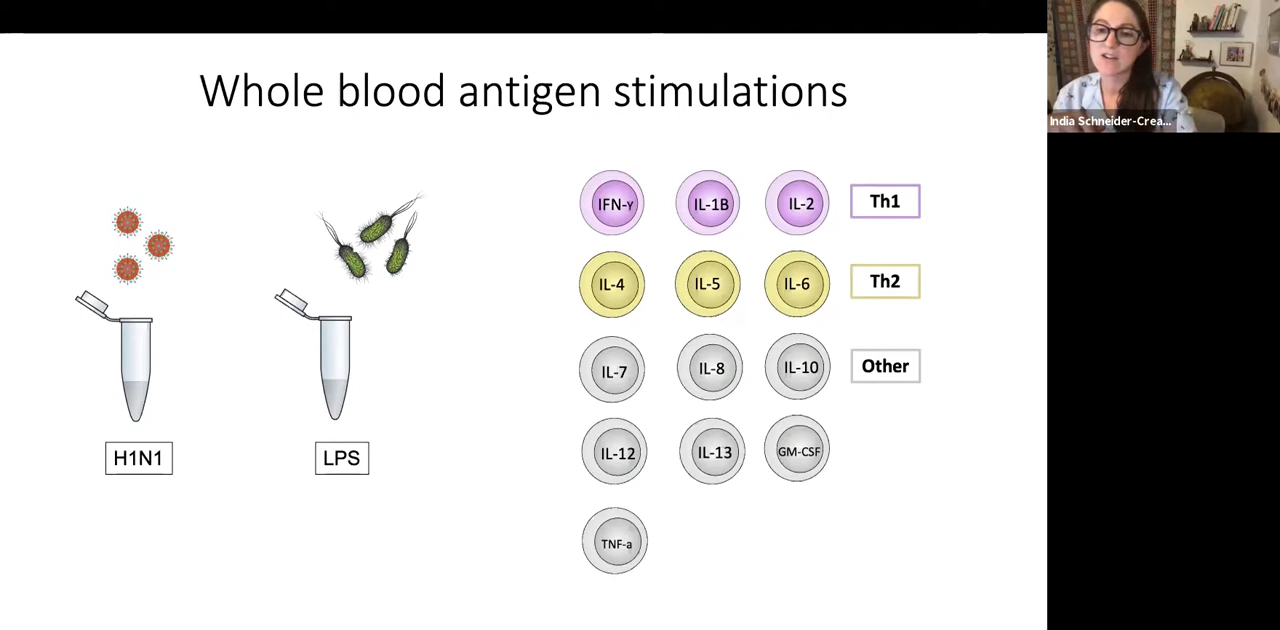 Whole blood antigen stimulations
India Schneider-Crea...
IFN-γ IL-1B IL-2 Th1
IL-4 IL-5 IL-6 Th2
IL-7 IL-8 IL-10 Other
IL-12 IL-13 GM-CSF
TNF-a
H1N1 LPS